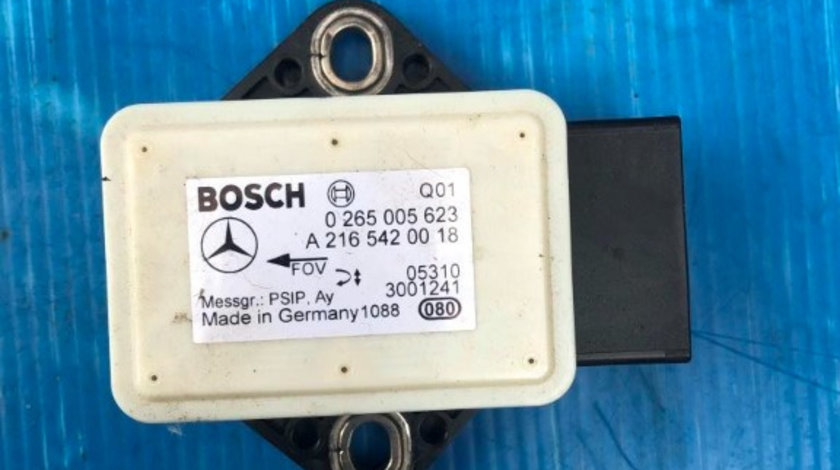 BOSCH Q01
0 265 005 623
A 216 542 00 18
FOV
05310
3001241
Messgr.: PSIP, Ay
Made in Germany 1088 080